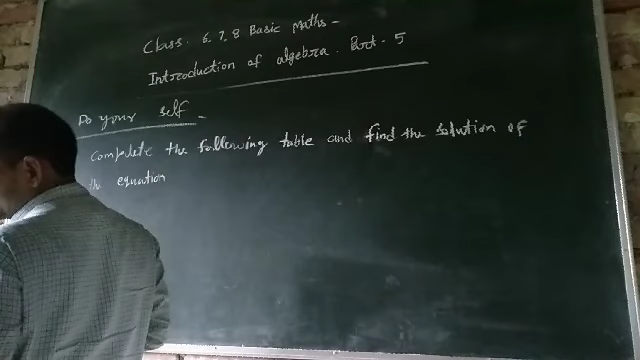 Class. 6, 7, 8 Basic Maths -
Introduction of algebra. Part - 5
Do your self -
complete the following table and find the solution of
the equation